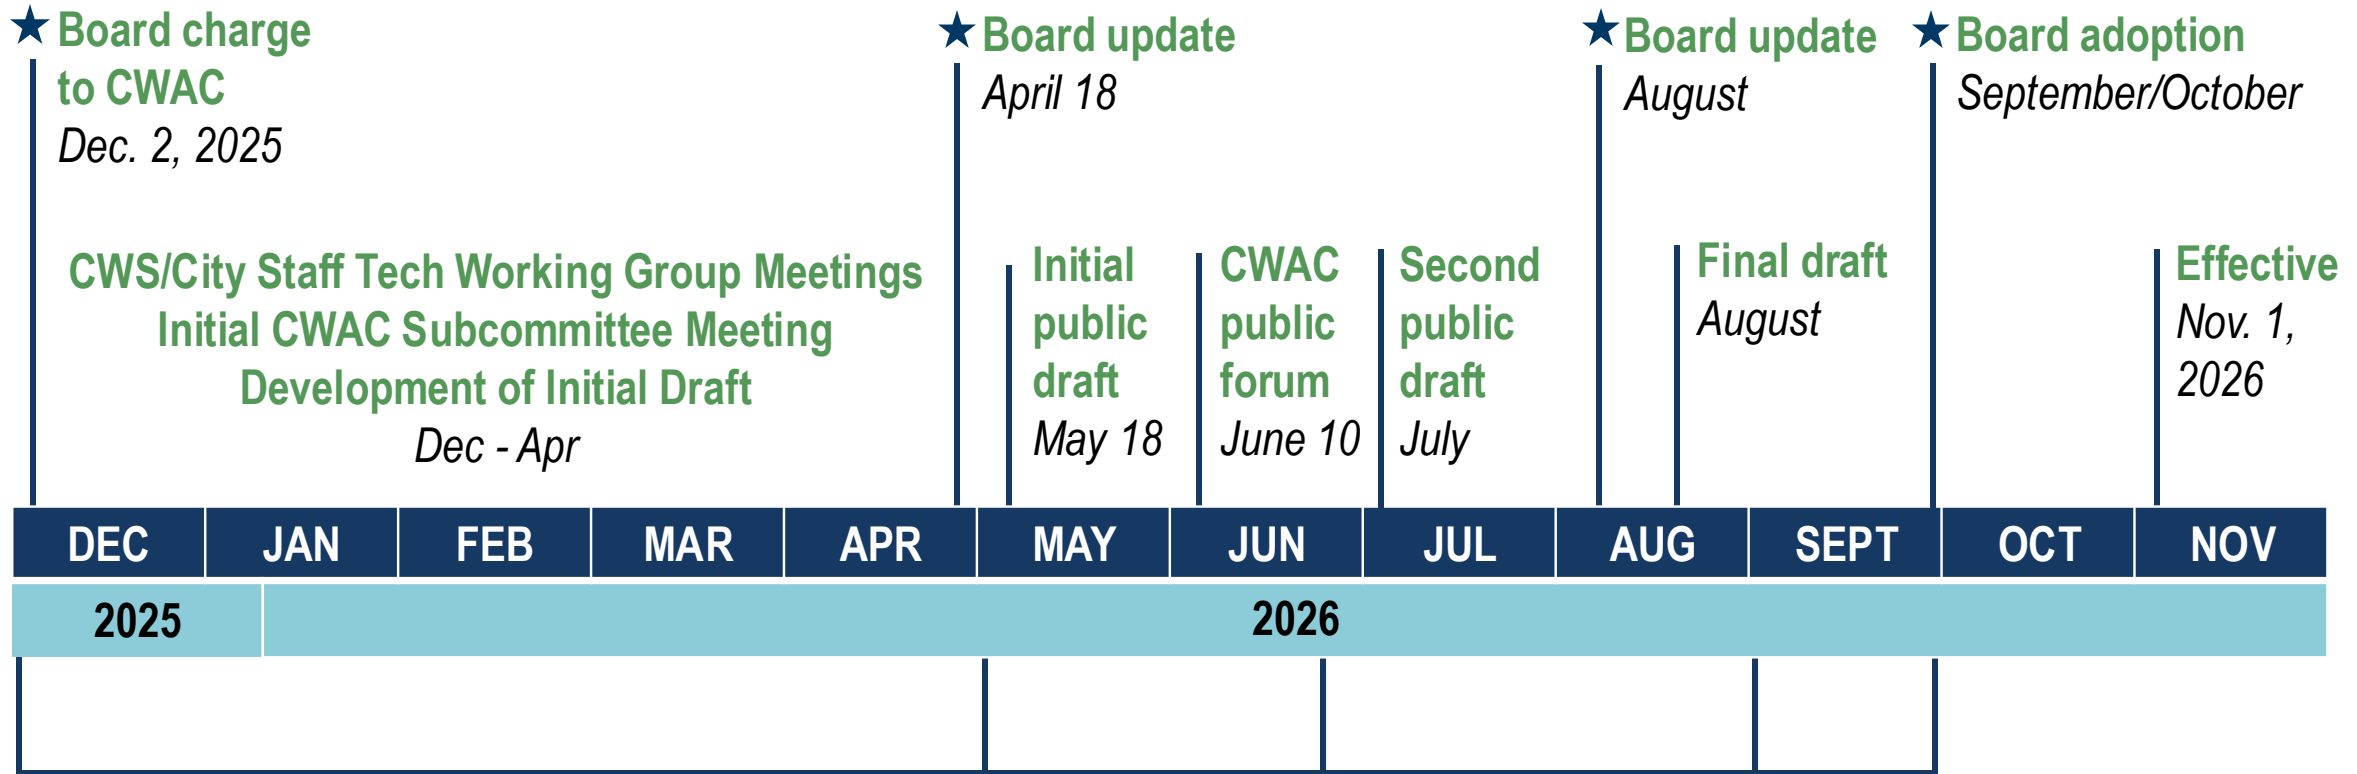 Board charge
to CWAC
Dec. 2, 2025
Board update
April 18
Board update
August
Board adoption
September/October
CWS/City Staff Tech Working Group Meetings
Initial CWAC Subcommittee Meeting
Development of Initial Draft
Dec - Apr
Initial
public
draft
May 18
CWAC
public
forum
June 10
Second
public
draft
July
Final draft
August
Effective
Nov. 1,
2026
DEC JAN FEB MAR APR MAY JUN JUL AUG SEPT OCT NOV
2025 2026